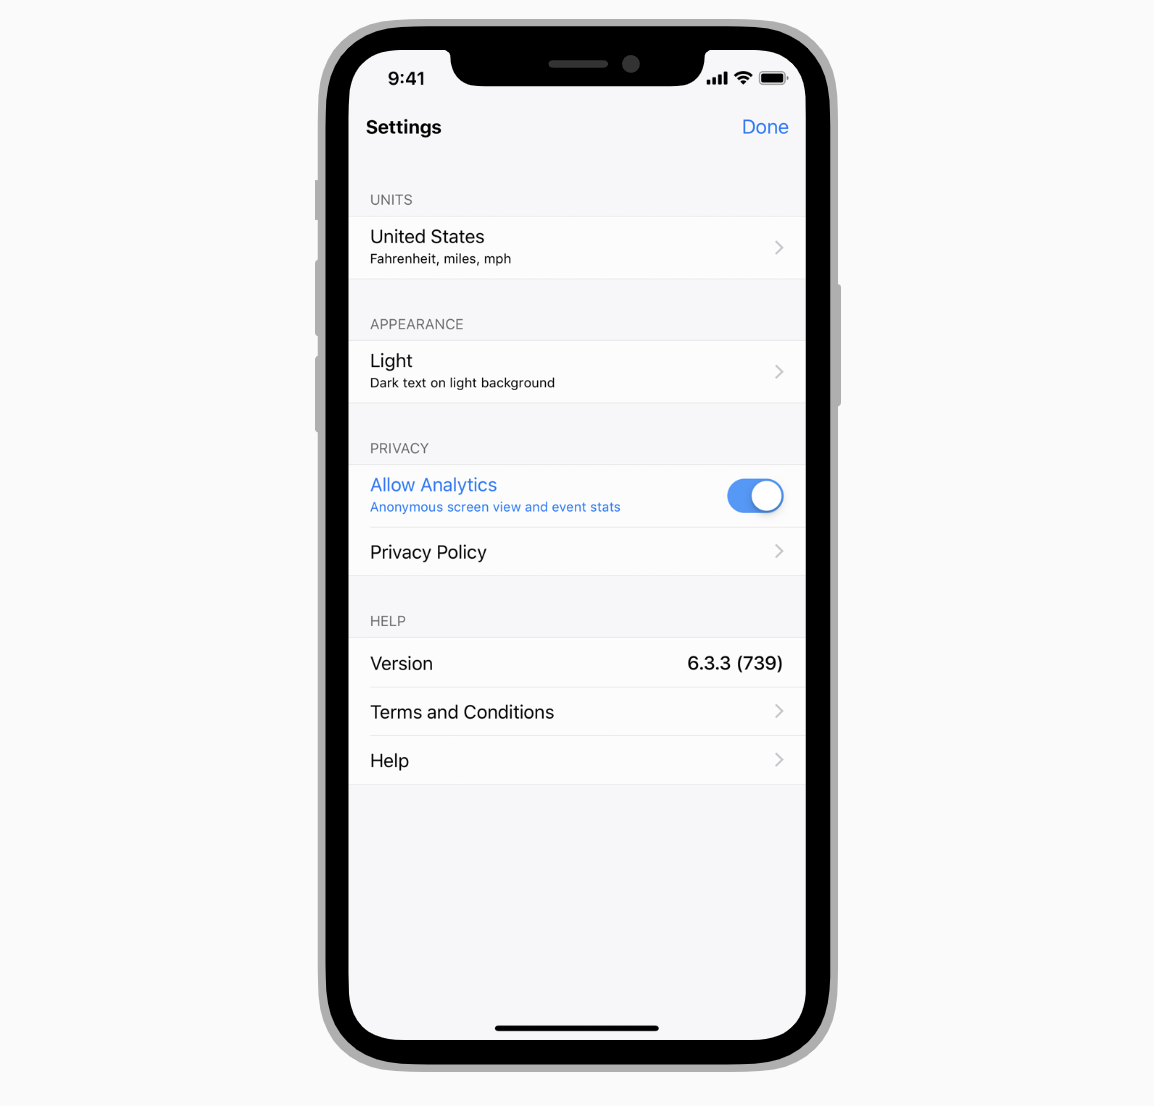 9:41
Settings
Done
UNITS
United States
Fahrenheit, miles, mph
APPEARANCE
Light
Dark text on light background
PRIVACY
Allow Analytics
Anonymous screen view and event stats
Privacy Policy
HELP
Version
6.3.3 (739)
Terms and Conditions
Help